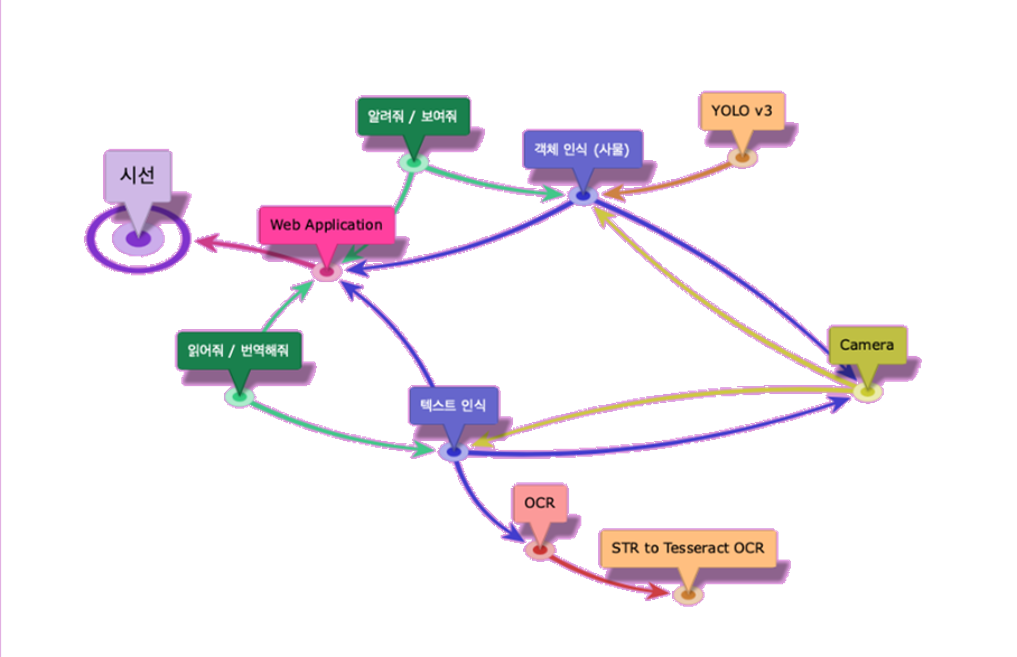 YOLO v3
알려줘 / 보여줘
객체 인식 (사물)
시선
Web Application
Camera
읽어줘 / 번역해줘
텍스트 인식
OCR
STR to Tesseract OCR